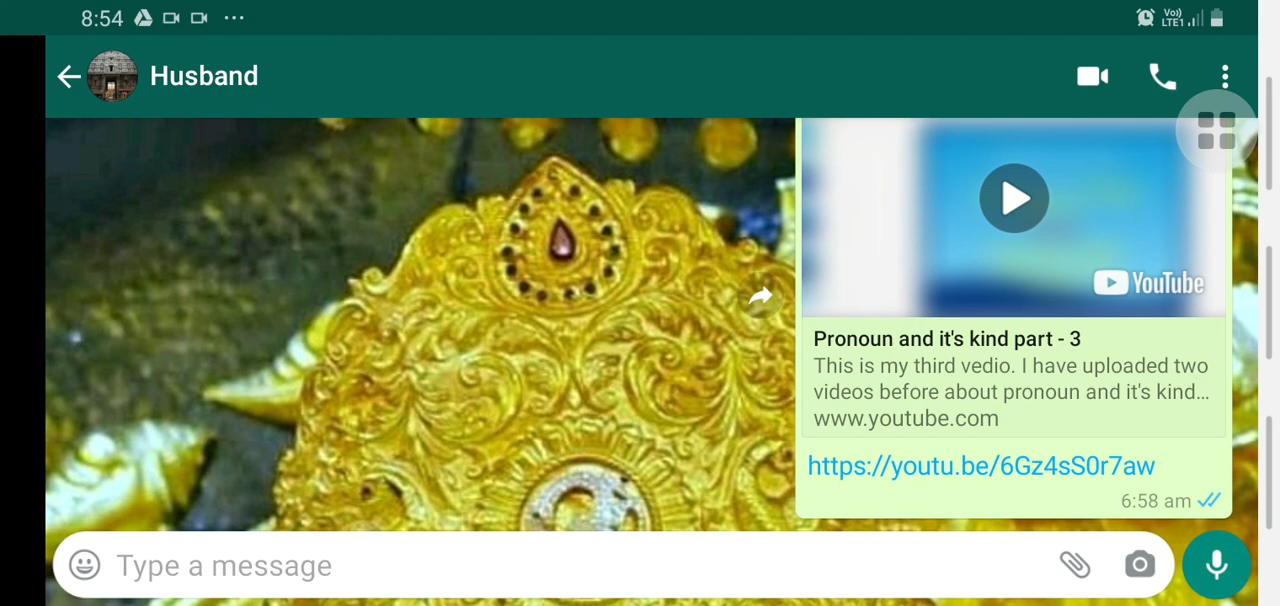 8:54
Vo))
LTE1
Husband
YouTube
Pronoun and it's kind part - 3
This is my third vedio. I have uploaded two
videos before about pronoun and it's kind...
www.youtube.com
https://youtu.be/6Gz4sS0r7aw
6:58 am
Type a message